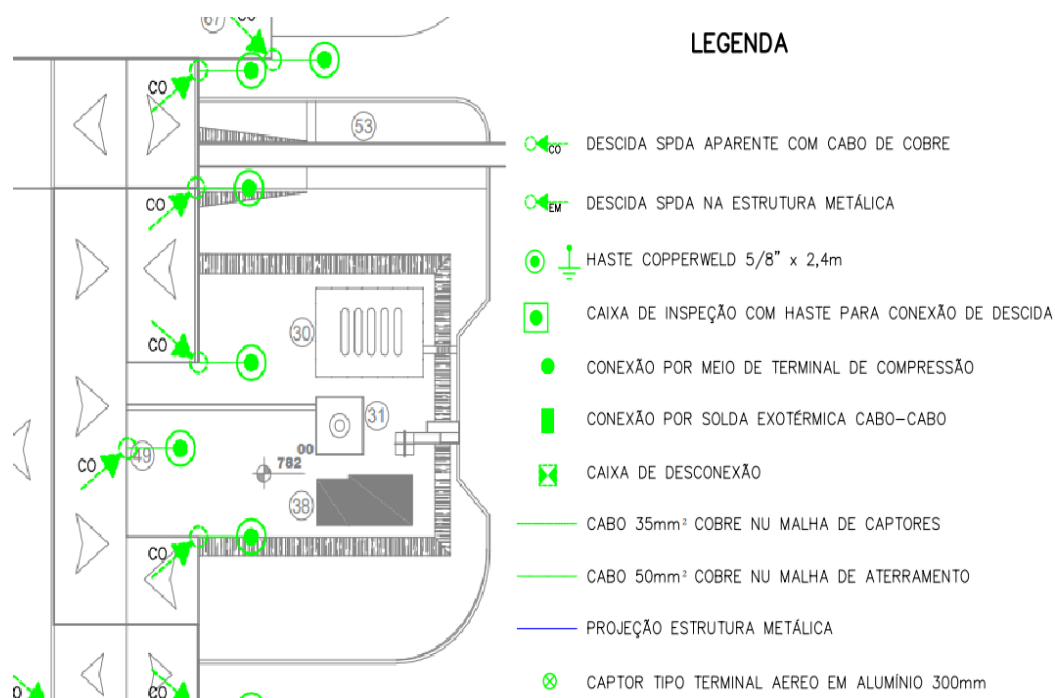 67
CO
CO
53
CO
CO
30
31
CO
49
00
782
38
CO
CO
CO
LEGENDA
CO DESCIDA SPDA APARENTE COM CABO DE COBRE
EM DESCIDA SPDA NA ESTRUTURA METÁLICA
HASTE COPPERWELD 5/8" x 2,4m
CAIXA DE INSPEÇÃO COM HASTE PARA CONEXÃO DE DESCIDA
CONEXÃO POR MEIO DE TERMINAL DE COMPRESSÃO
CONEXÃO POR SOLDA EXOTÉRMICA CABO-CABO
CAIXA DE DESCONEXÃO
CABO 35mm² COBRE NU MALHA DE CAPTORES
CABO 50mm² COBRE NU MALHA DE ATERRAMENTO
PROJEÇÃO ESTRUTURA METÁLICA
CAPTOR TIPO TERMINAL AEREO EM ALUMÍNIO 300mm